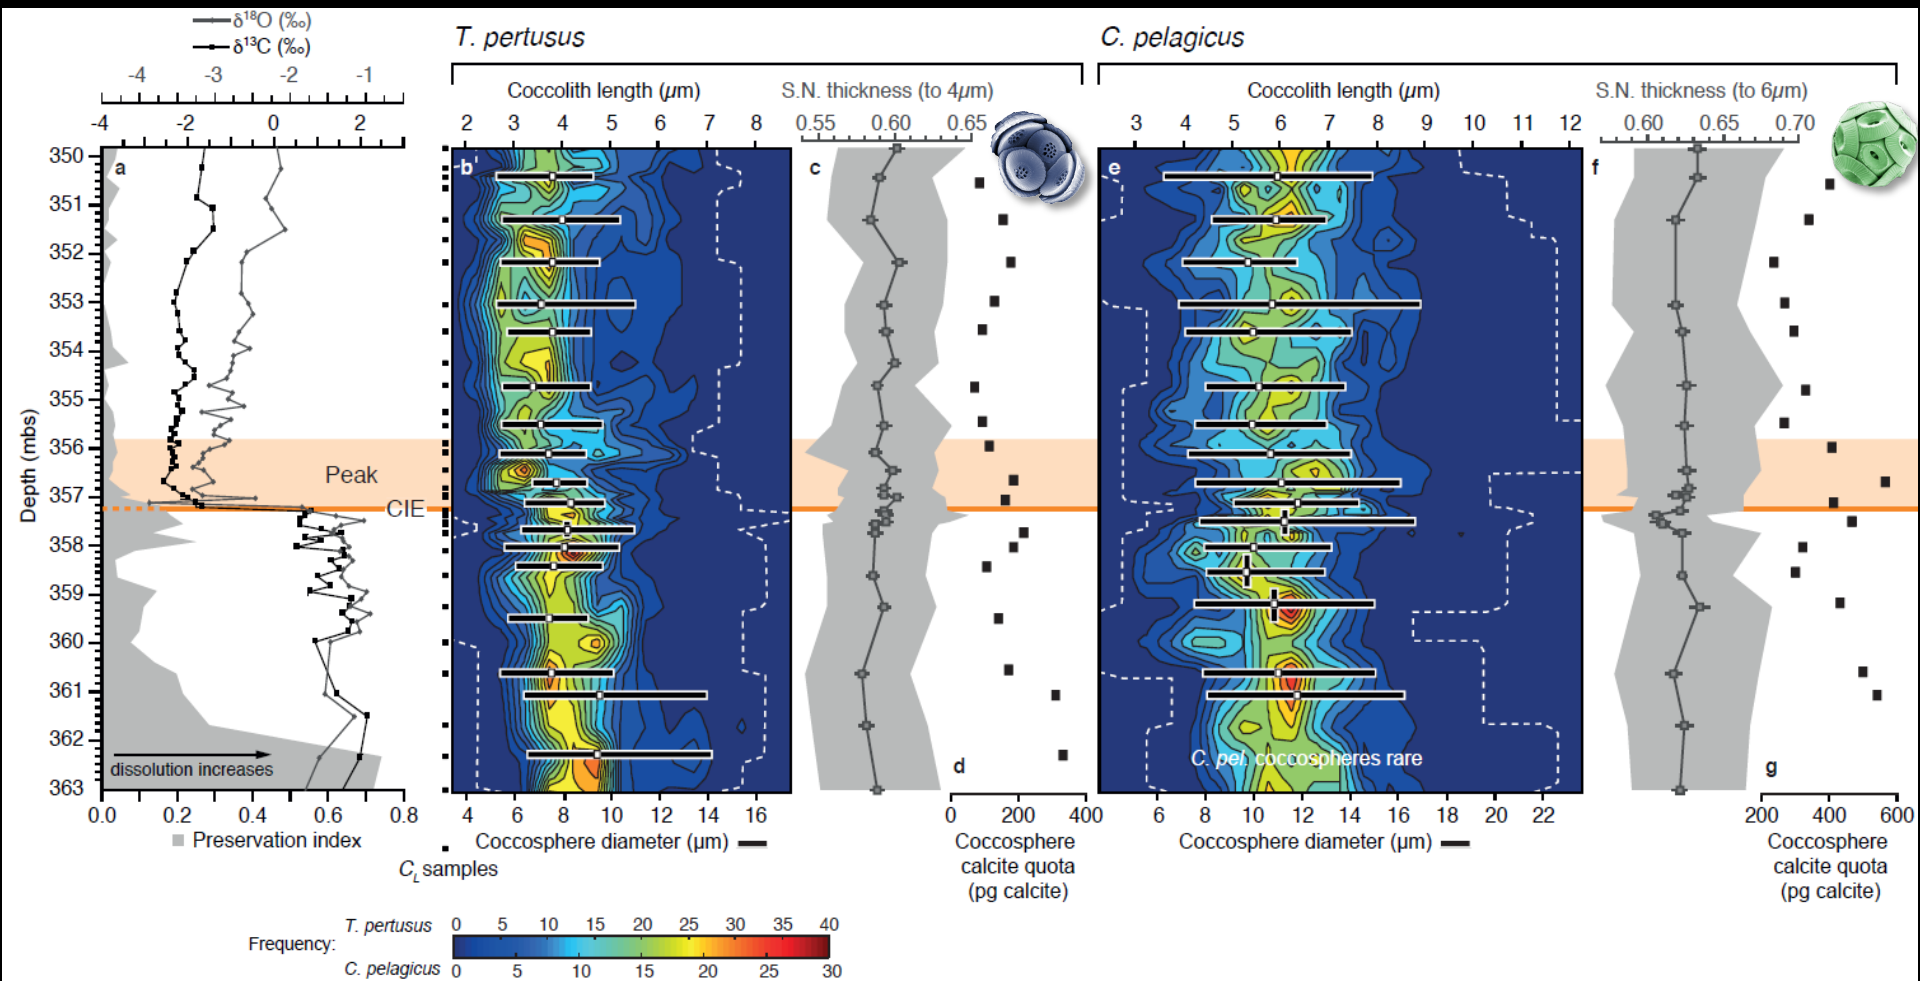 δ¹⁸O (‰)
δ¹³C (‰)
-4 -3 -2 -1
-4 -2 0 2
T. pertusus
C. pelagicus
Coccolith length (µm)
S.N. thickness (to 4µm)
Coccolith length (µm)
S.N. thickness (to 6µm)
2 3 4 5 6 7 8
0.55 0.60 0.65
3 4 5 6 7 8 9 10 11 12
0.60 0.65 0.70
a
b
c
e
f
Depth (mbs)
350
351
352
353
354
355
356
357
358
359
360
361
362
363
Peak
CIE
dissolution increases
C. pel. coccospheres rare
d
g
0.0 0.2 0.4 0.6 0.8
Preservation index
4 6 8 10 12 14 16
Coccosphere diameter (µm)
C_L samples
0 200 400
Coccosphere
calcite quota
(pg calcite)
6 8 10 12 14 16 18 20 22
Coccosphere diameter (µm)
200 400 600
Coccosphere
calcite quota
(pg calcite)
Frequency:
T. pertusus 0 5 10 15 20 25 30 35 40
C. pelagicus 0 5 10 15 20 25 30